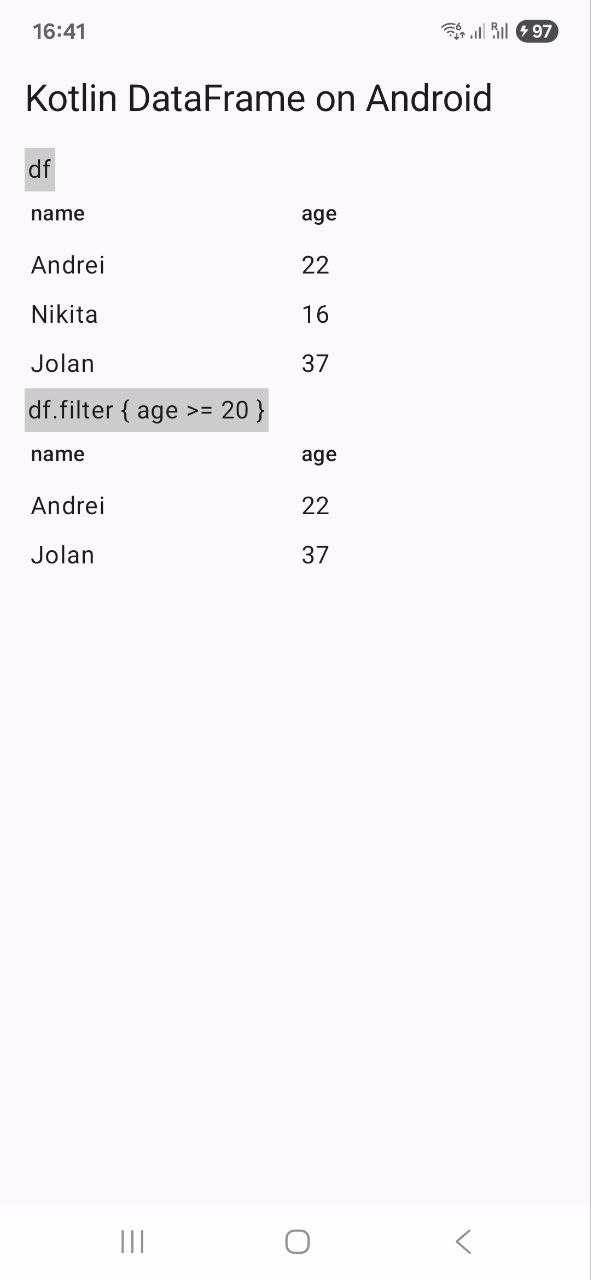 16:41 6 R 97
Kotlin DataFrame on Android
df
name age
Andrei 22
Nikita 16
Jolan 37
df.filter { age >= 20 }
name age
Andrei 22
Jolan 37